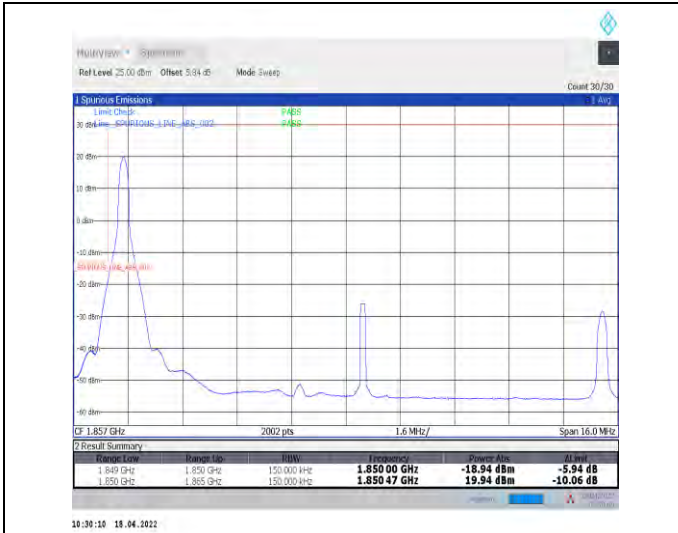 MultiView Spectrum
Ref Level 25.00 dBm Offset 5.94 dB Mode Sweep
Count 30/30
1 Spurious Emissions 1 Avg
Limit Check PASS
30 dBm Line _SPURIOUS_LINE_ABS_002 PASS
20 dBm
10 dBm
0 dBm
-10 dBm
_SPURIOUS_LINE_ABS_002
-20 dBm
-30 dBm
-40 dBm
-50 dBm
-60 dBm
CF 1.857 GHz 2002 pts 1.6 MHz/ Span 16.0 MHz
2 Result Summary
Range Low Range Up RBW Frequency Power Abs ΔLimit
1.849 GHz 1.850 GHz 150.000 kHz 1.850 00 GHz -18.94 dBm -5.94 dB
1.850 GHz 1.865 GHz 150.000 kHz 1.850 47 GHz 19.94 dBm -10.06 dB
10:30:10 18.04.2022